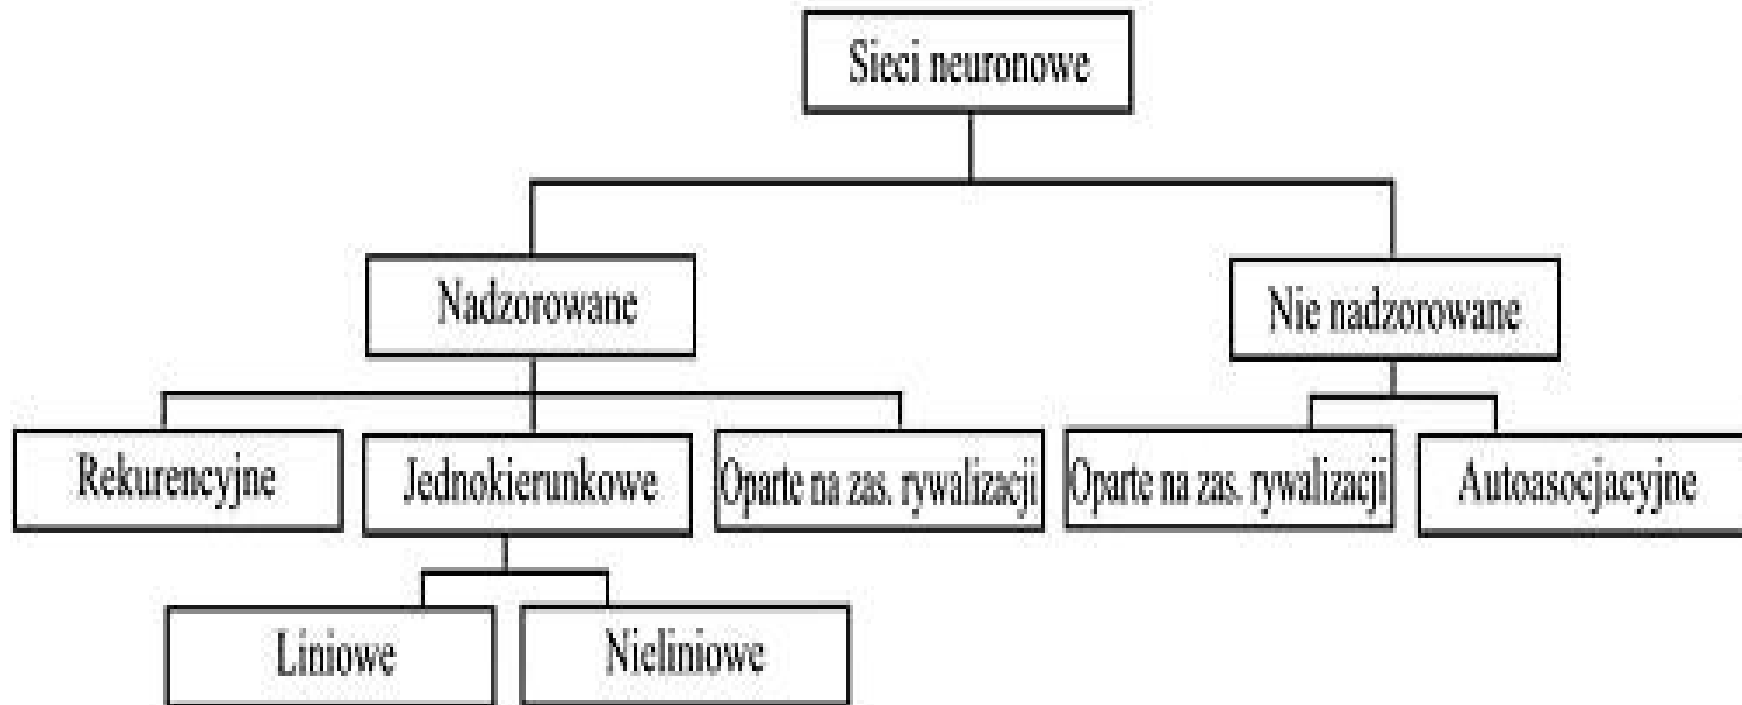 Sieci neuronowe
Nadzorowane
Nie nadzorowane
Rekurencyjne
Jednokierunkowe
Oparte na zas. rywalizacji
Oparte na zas. rywalizacji
Autoasocjacyjne
Liniowe
Nieliniowe